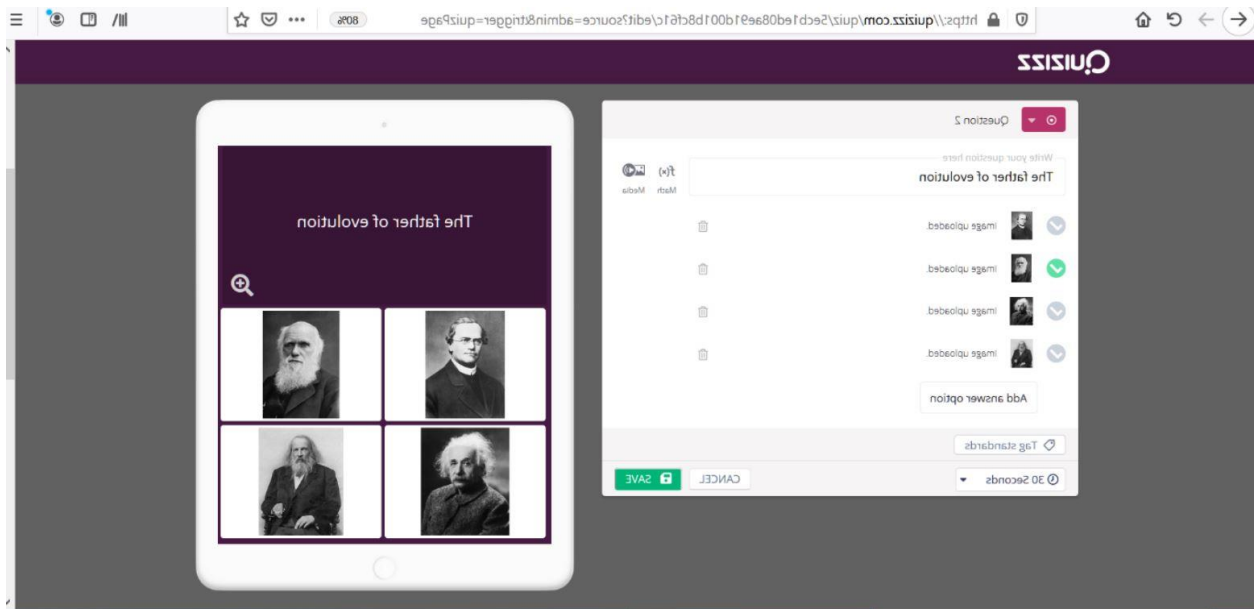 https://quizizz.com/quiz/5ecb1ed08ae91d001b8cf61c/edit?source=admin&trigger=quizPage
80%
Quizizz
Question 2
Write your question here
The father of evolution
f(x)
Math
Media
image uploaded.
image uploaded.
image uploaded.
image uploaded.
Add answer option
Tag standards
30 Seconds
CANCEL
SAVE
The father of evolution